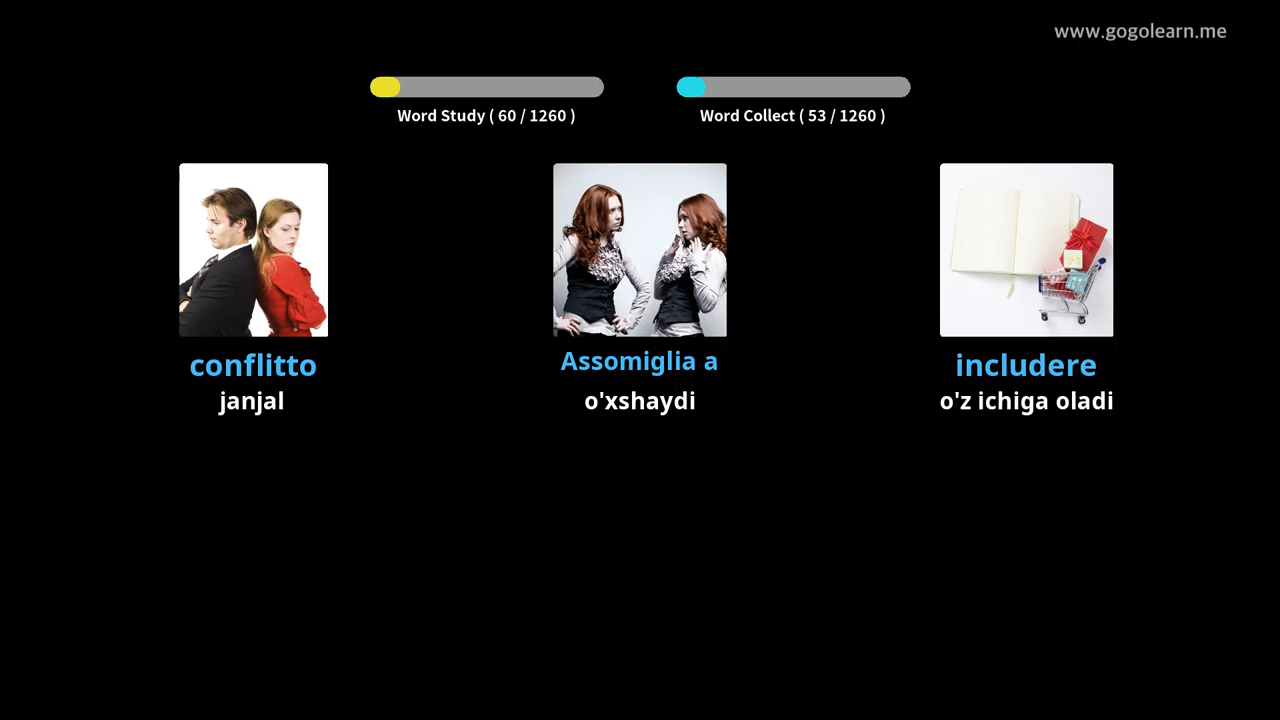 www.gogolearn.me
Word Study ( 60 / 1260 )
Word Collect ( 53 / 1260 )
conflitto
janjal
Assomiglia a
o'xshaydi
includere
o'z ichiga oladi